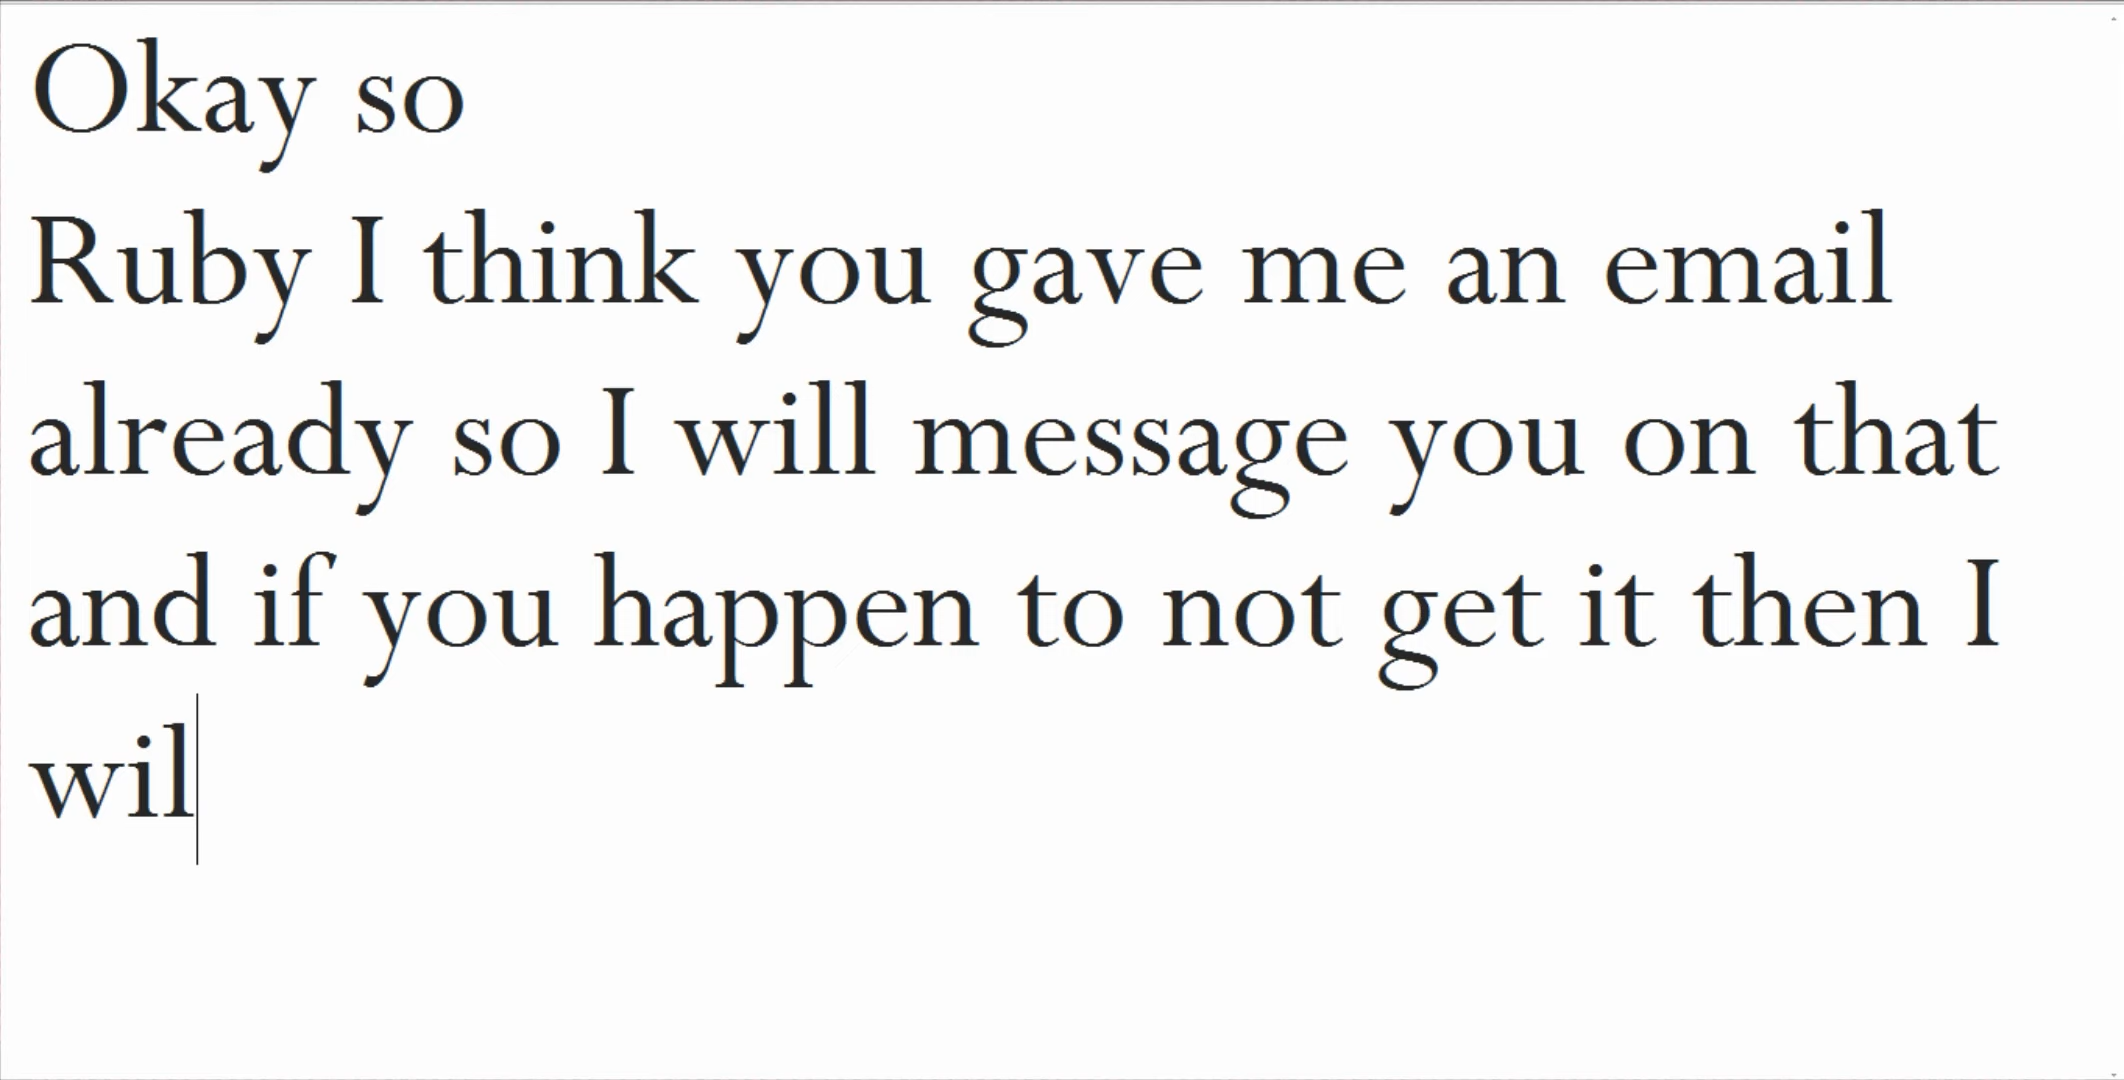 Okay so
Ruby I think you gave me an email
already so I will message you on that
and if you happen to not get it then I
wil